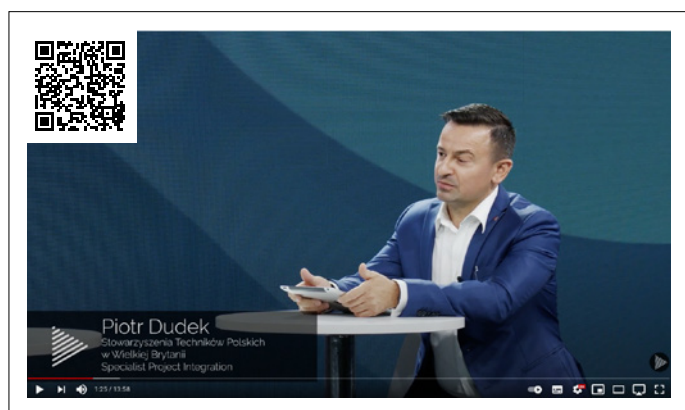 Piotr Dudek
Stowarzyszenia Techników Polskich
w Wielkiej Brytanii
Specialist Project Integration
1:25 / 13:58